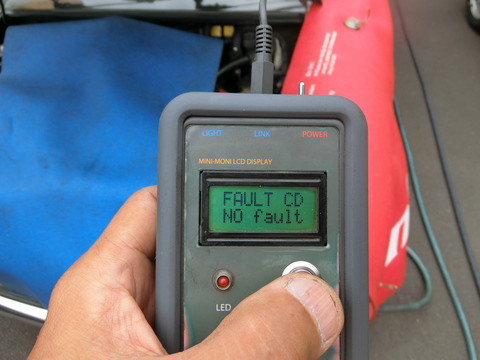 LIGHT LINK POWER
MINI-MONI LCD DISPLAY
FAULT CD
NO fault
LED